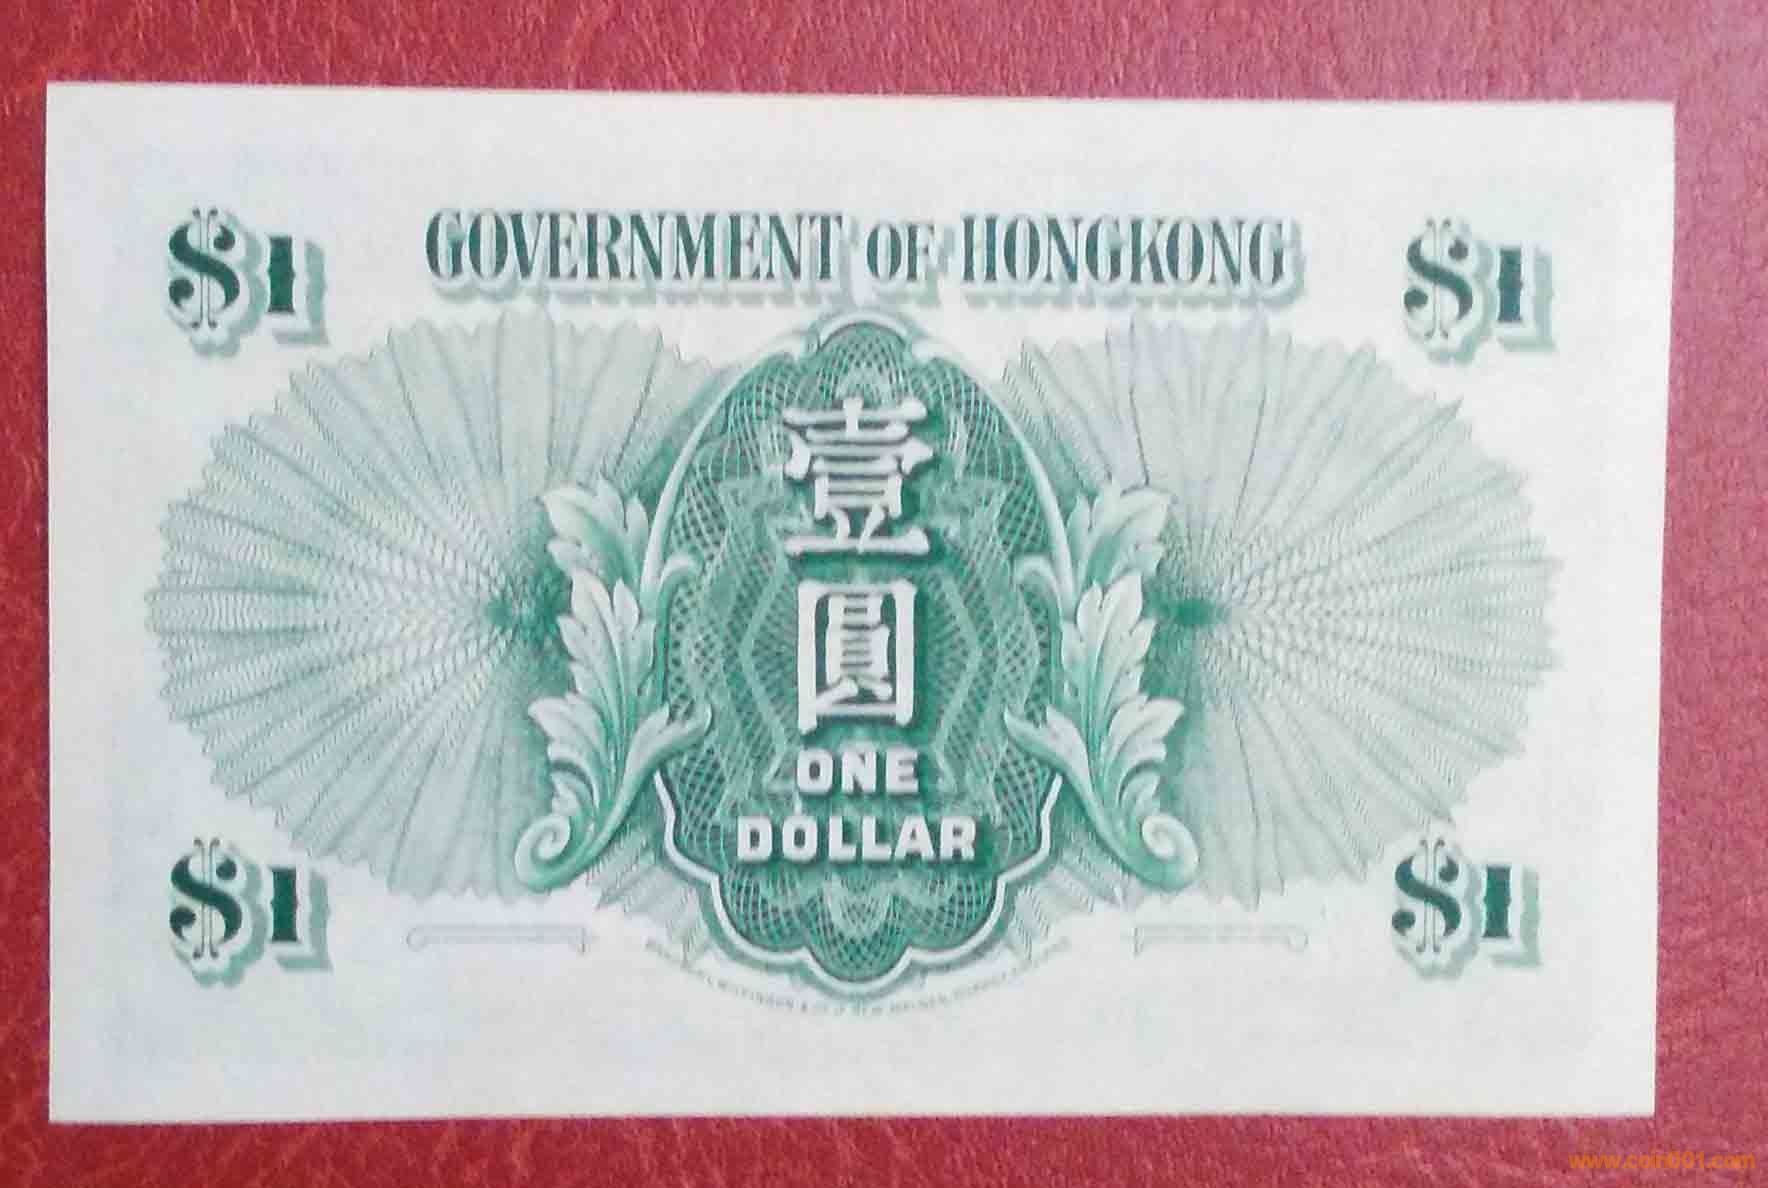 GOVERNMENT OF HONGKONG
$1
$1
壹圓
ONE
DOLLAR
$1
$1
www.coin001.com